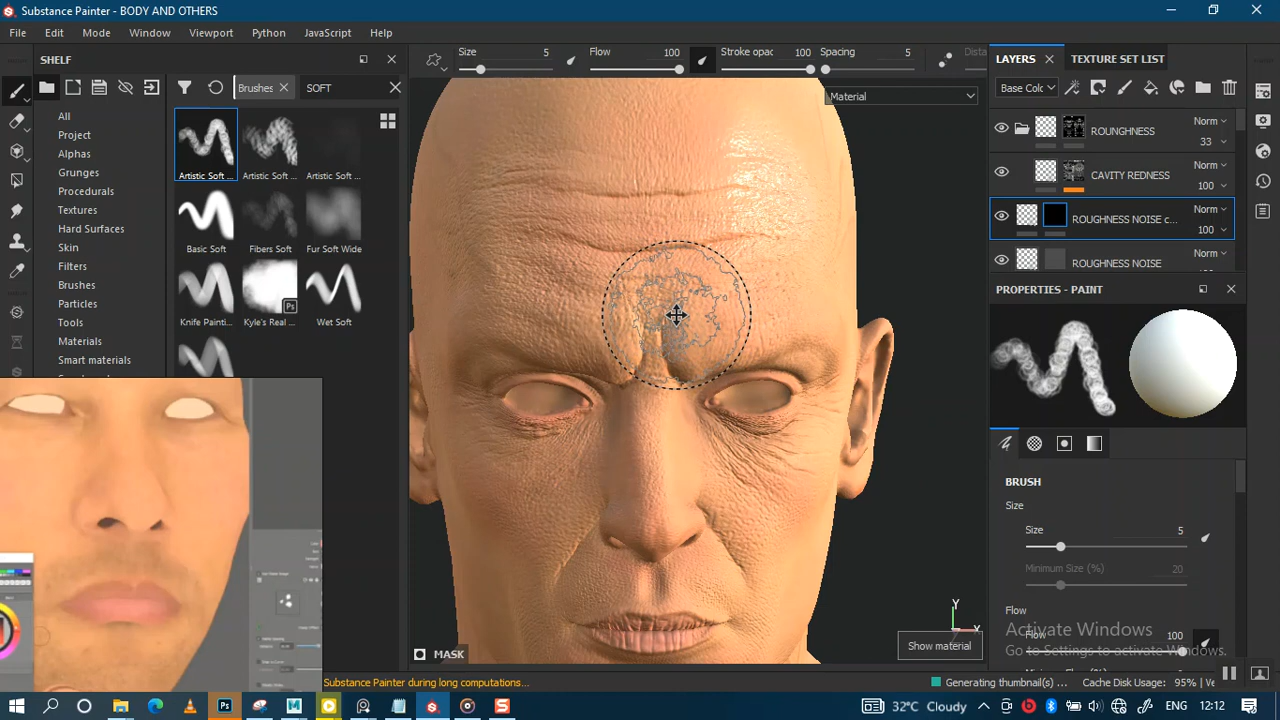 Substance Painter - BODY AND OTHERS
File Edit Mode Window Viewport Python JavaScript Help
SHELF
Size 5 Flow 100 Stroke opac 100 Spacing 5 Dista
LAYERS TEXTURE SET LIST
Brushes SOFT
Material
Base Colo
All
Project
Alphas
Grunges
Procedurals
Textures
Hard Surfaces
Skin
Filters
Brushes
Particles
Tools
Materials
Smart materials
Artistic Soft ... Artistic Soft ... Artistic Soft ...
Basic Soft Fibers Soft Fur Soft Wide
Knife Painti... Kyle's Real ... Wet Soft
Ps
ROUNGHNESS Norm
33
CAVITY REDNESS Norm
100
ROUGHNESS NOISE c... Norm
100
ROUGHNESS NOISE Norm
PROPERTIES - PAINT
BRUSH
Size
Size 5
Minimum Size (%) 20
Flow
Flow 100
Y
X
Show material
MASK
Activate Windows
Go to Settings to activate Windows.
Substance Painter during long computations...
Generating thumbnail(s) ... Cache Disk Usage: 95% | Ve
Ps
32°C Cloudy
ENG 12:12